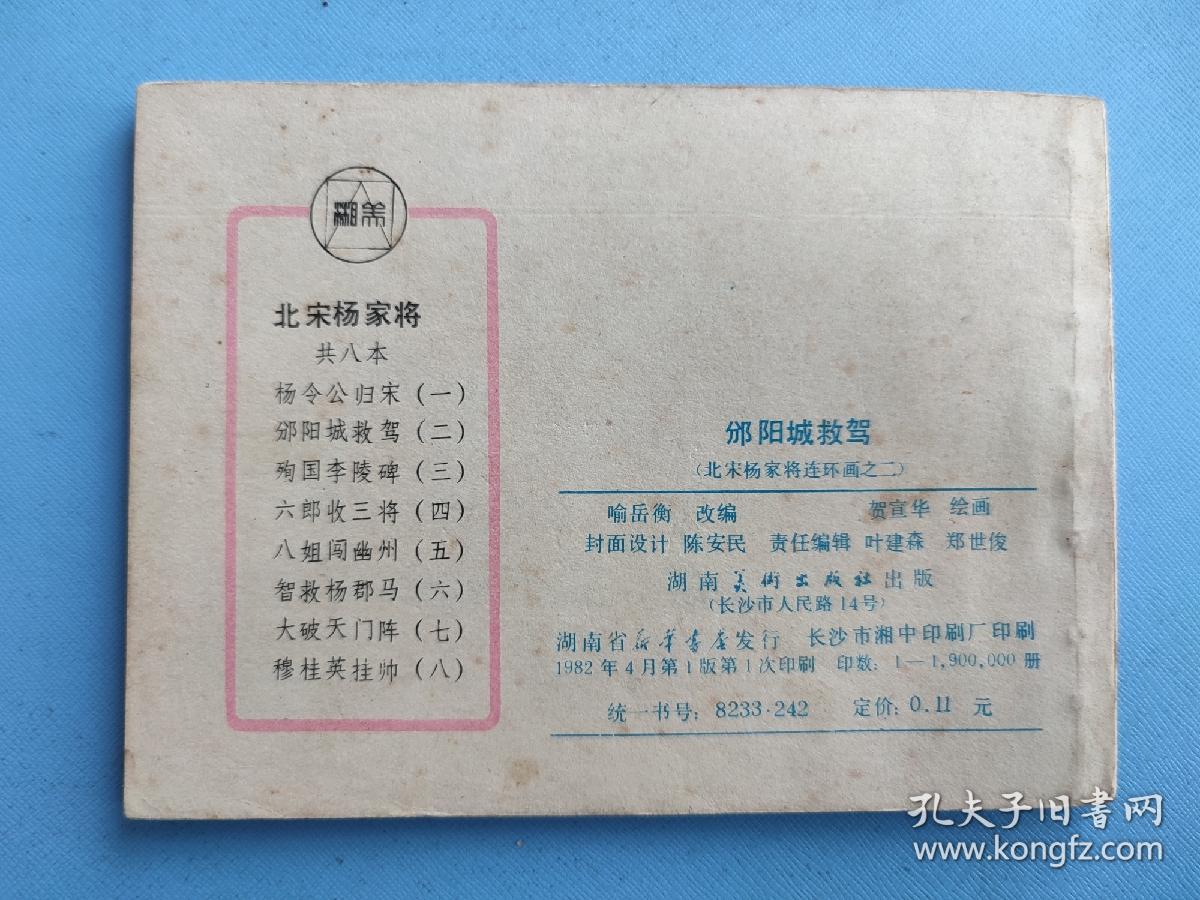 湘美
北宋杨家将
共八本
杨令公归宋(一)
邠阳城救驾(二)
殉国李陵碑(三)
六郎收三将(四)
八姐闯幽州(五)
智救杨郡马(六)
大破天门阵(七)
穆桂英挂帅(八)
邠阳城救驾
(北宋杨家将连环画之二)
喻岳衡 改编 贺宣华 绘画
封面设计 陈安民 责任编辑 叶建森 郑世俊
湖南美术出版社出版
(长沙市人民路14号)
湖南省新华书店发行 长沙市湘中印刷厂印刷
1982年4月第1版第1次印刷 印数:1—1,900,000册
统一书号:8233·242 定价:0.11 元
孔夫子旧书网
www.kongfz.com